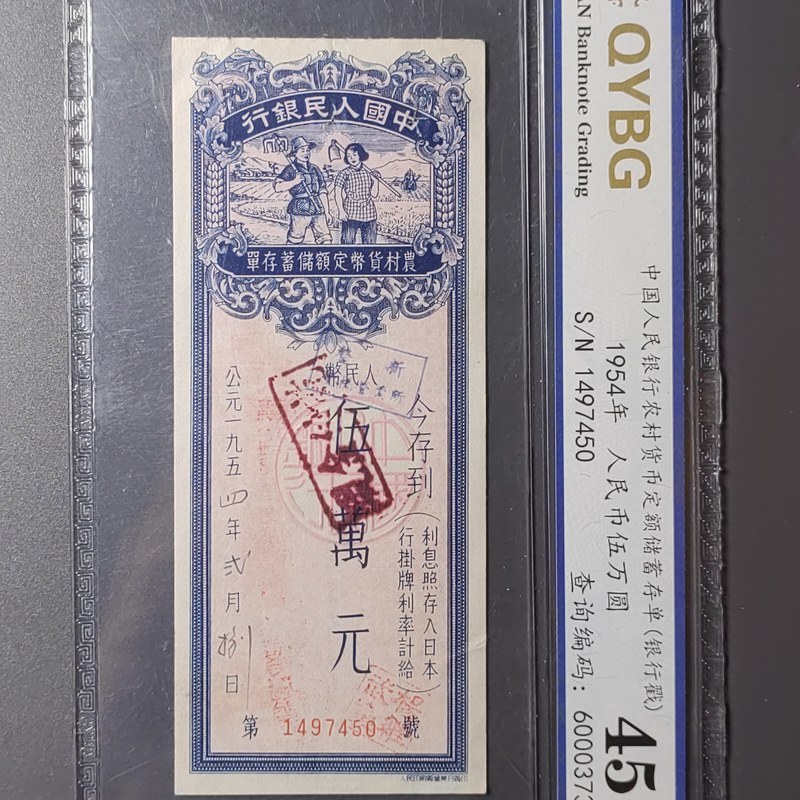 行銀民人國中
單存蓄儲額定幣貨村農
今存到(利息照存入日本
行掛牌利率計給)
人民幣
伍萬元
公元一九五四年弍月捌日
第 1497450 號
QYBG
AN Banknote Grading
中国人民银行农村货币定额储蓄存单(银行戳)
1954年 人民币伍万圆
S/N 1497450
查询编码: 6000373
45